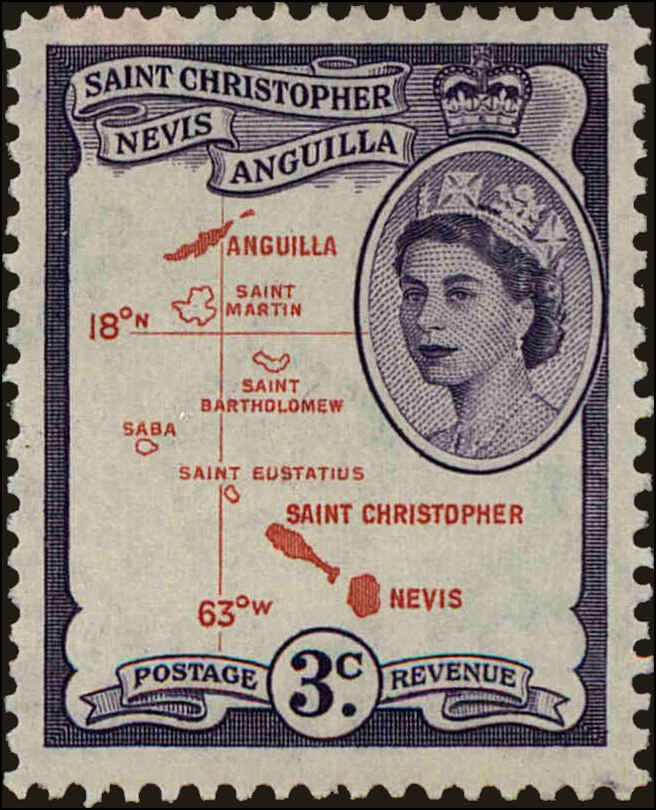 SAINT CHRISTOPHER
NEVIS
ANGUILLA
ANGUILLA
SAINT
MARTIN
18°N
SAINT
BARTHOLOMEW
SABA
SAINT EUSTATIUS
SAINT CHRISTOPHER
NEVIS
63°W
POSTAGE
3c.
REVENUE